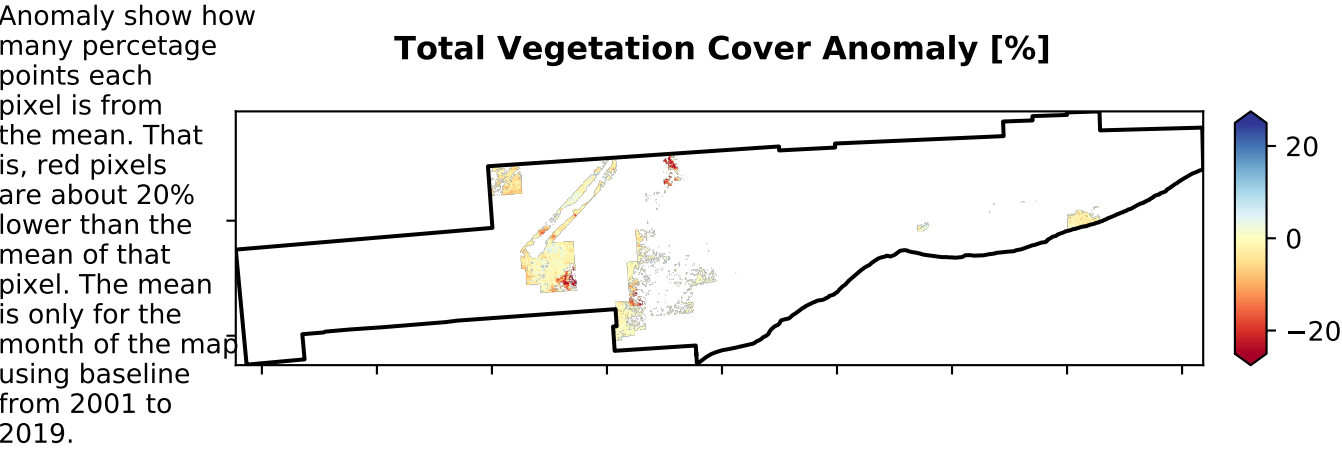 Anomaly show how
many percetage
points each
pixel is from
the mean. That
is, red pixels
are about 20%
lower than the
mean of that
pixel. The mean
is only for the
month of the map
using baseline
from 2001 to
2019.
Total Vegetation Cover Anomaly [%]
20
0
−20